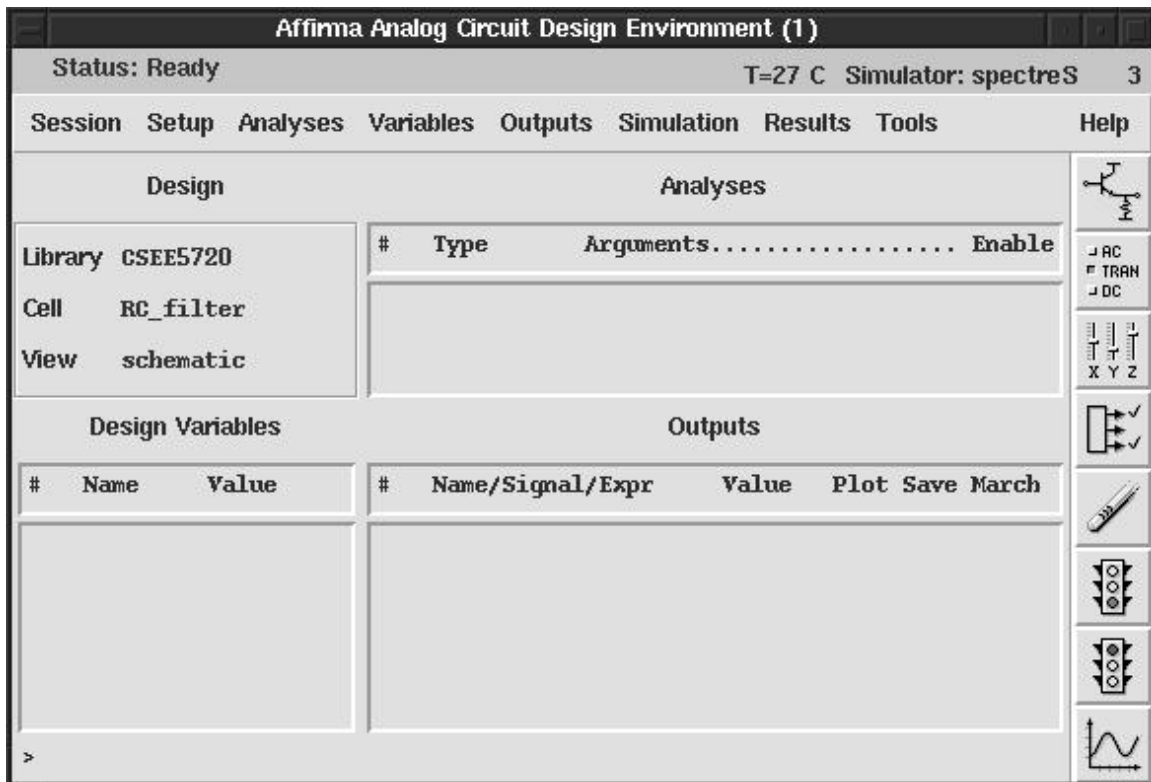 Affirma Analog Circuit Design Environment (1)
Status: Ready T=27 C Simulator: spectreS 3
Session Setup Analyses Variables Outputs Simulation Results Tools Help
Design
Library CSEE5720
Cell RC_filter
View schematic
Analyses
# Type Arguments.................. Enable
Design Variables
# Name Value
Outputs
# Name/Signal/Expr Value Plot Save March
>
AC
TRAN
DC
X Y Z